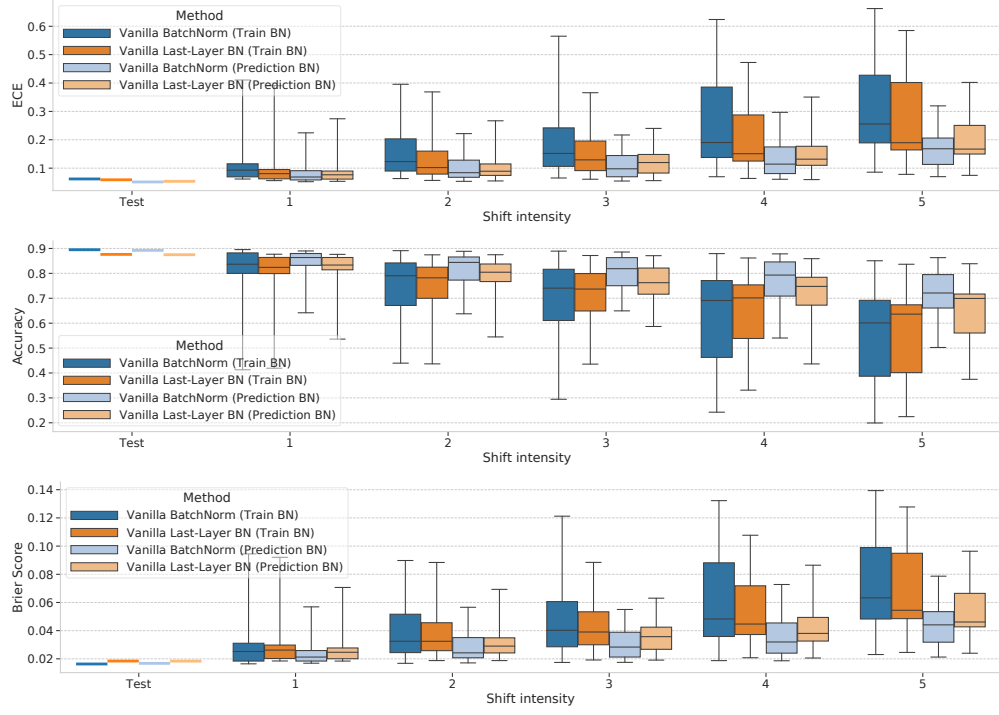 0.6
0.5
0.4
0.3
0.2
0.1
ECE
Method
Vanilla BatchNorm (Train BN)
Vanilla Last-Layer BN (Train BN)
Vanilla BatchNorm (Prediction BN)
Vanilla Last-Layer BN (Prediction BN)
Test
1
2
3
4
5
Shift intensity
0.9
0.8
0.7
0.6
0.5
0.4
0.3
0.2
Accuracy
Method
Vanilla BatchNorm (Train BN)
Vanilla Last-Layer BN (Train BN)
Vanilla BatchNorm (Prediction BN)
Vanilla Last-Layer BN (Prediction BN)
Test
1
2
3
4
5
Shift intensity
0.14
0.12
0.10
0.08
0.06
0.04
0.02
Brier Score
Method
Vanilla BatchNorm (Train BN)
Vanilla Last-Layer BN (Train BN)
Vanilla BatchNorm (Prediction BN)
Vanilla Last-Layer BN (Prediction BN)
Test
1
2
3
4
5
Shift intensity